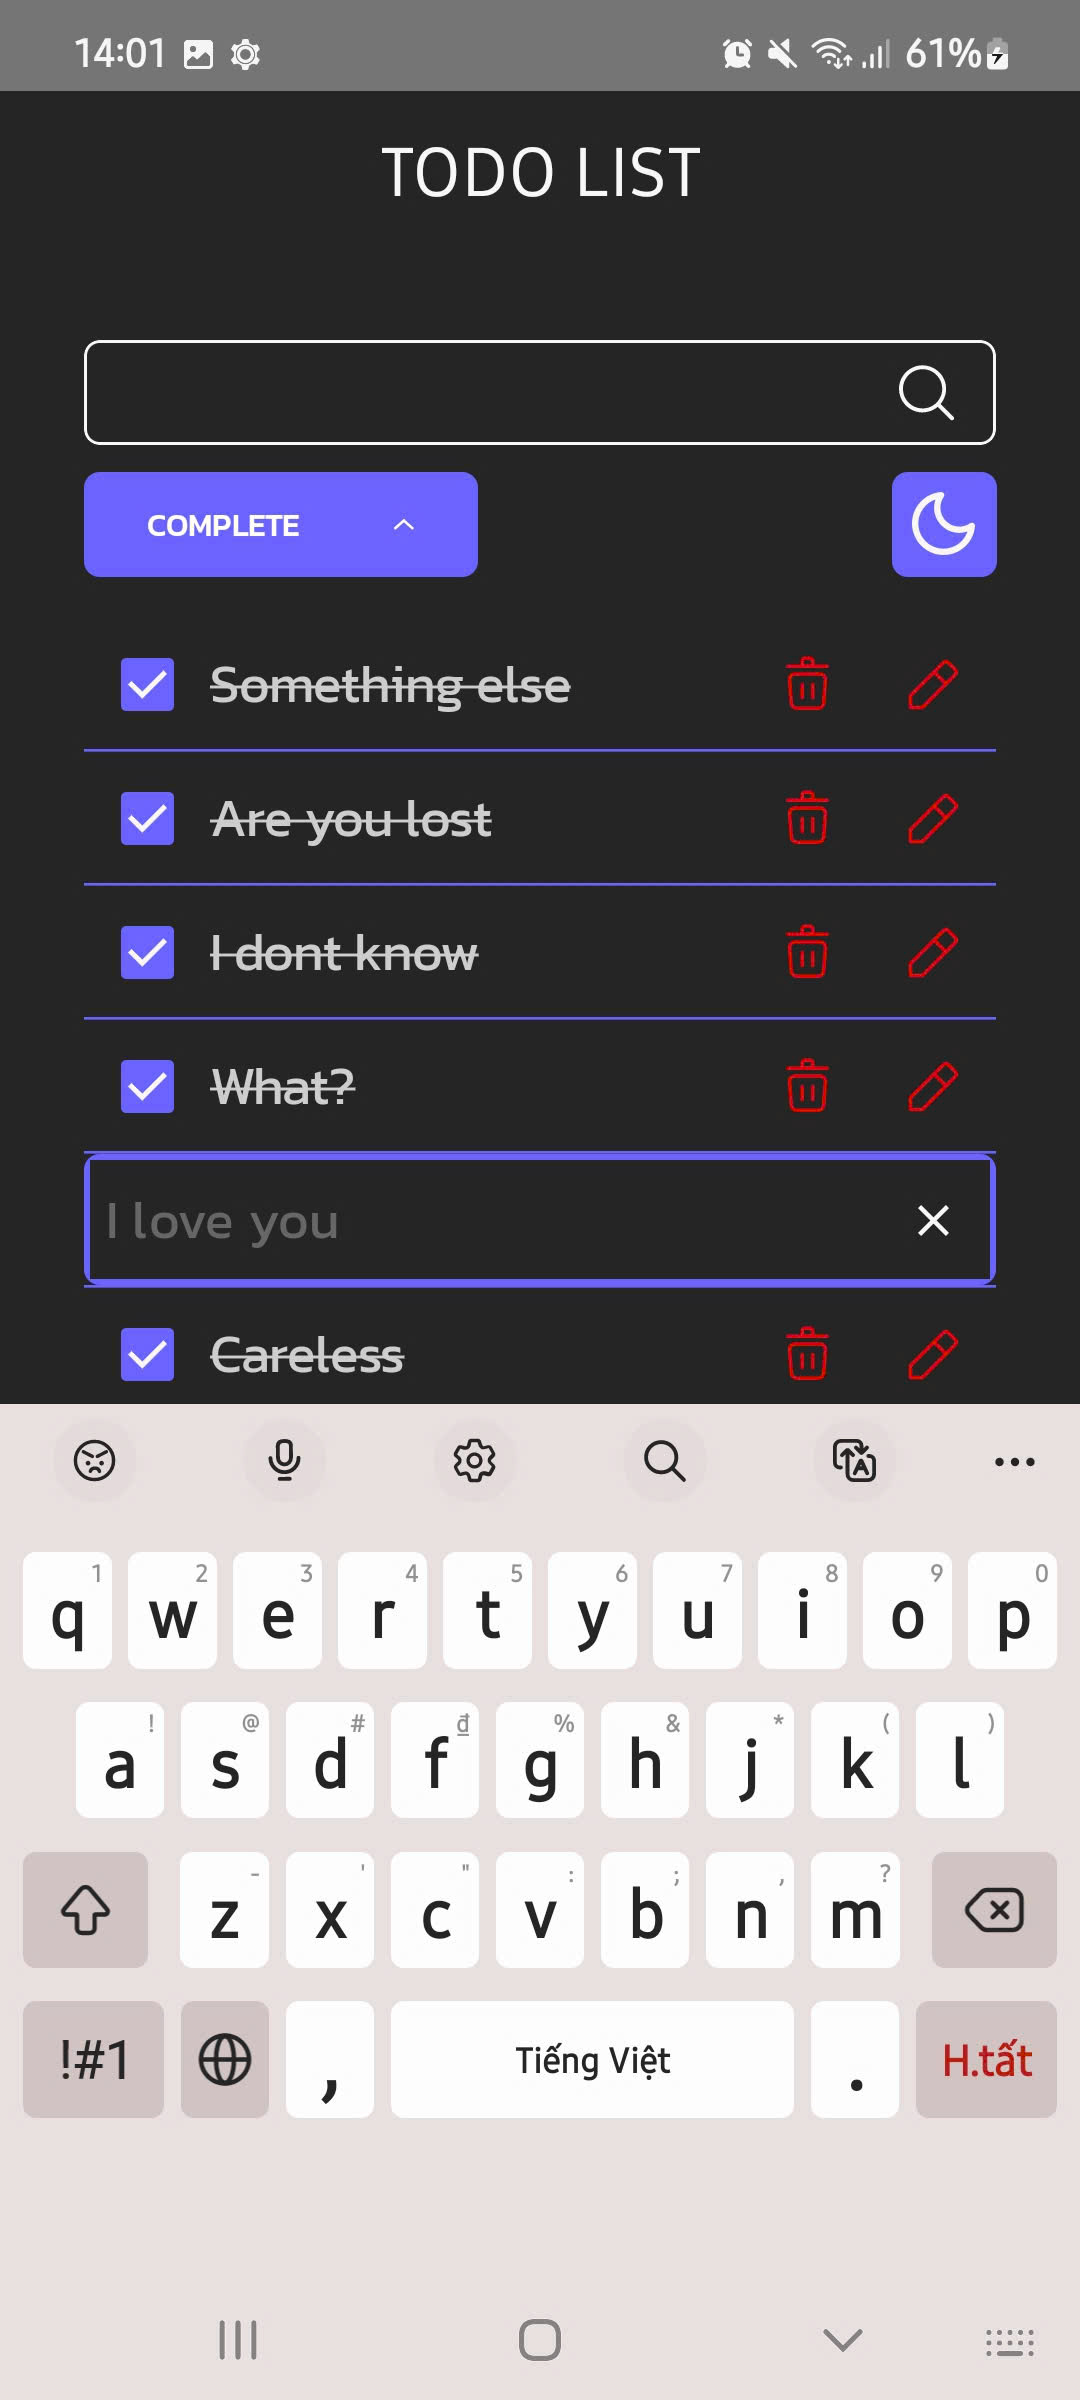 14:01 61%
TODO LIST
COMPLETE
Something else
Are you lost
I dont know
What?
I love you
Careless
1 2 3 4 5 6 7 8 9 0
q w e r t y u i o p
! @ # ₫ % & * ( )
a s d f g h j k l
- ' " : ; , ?
z x c v b n m
!#1 , Tiếng Việt . H.tất